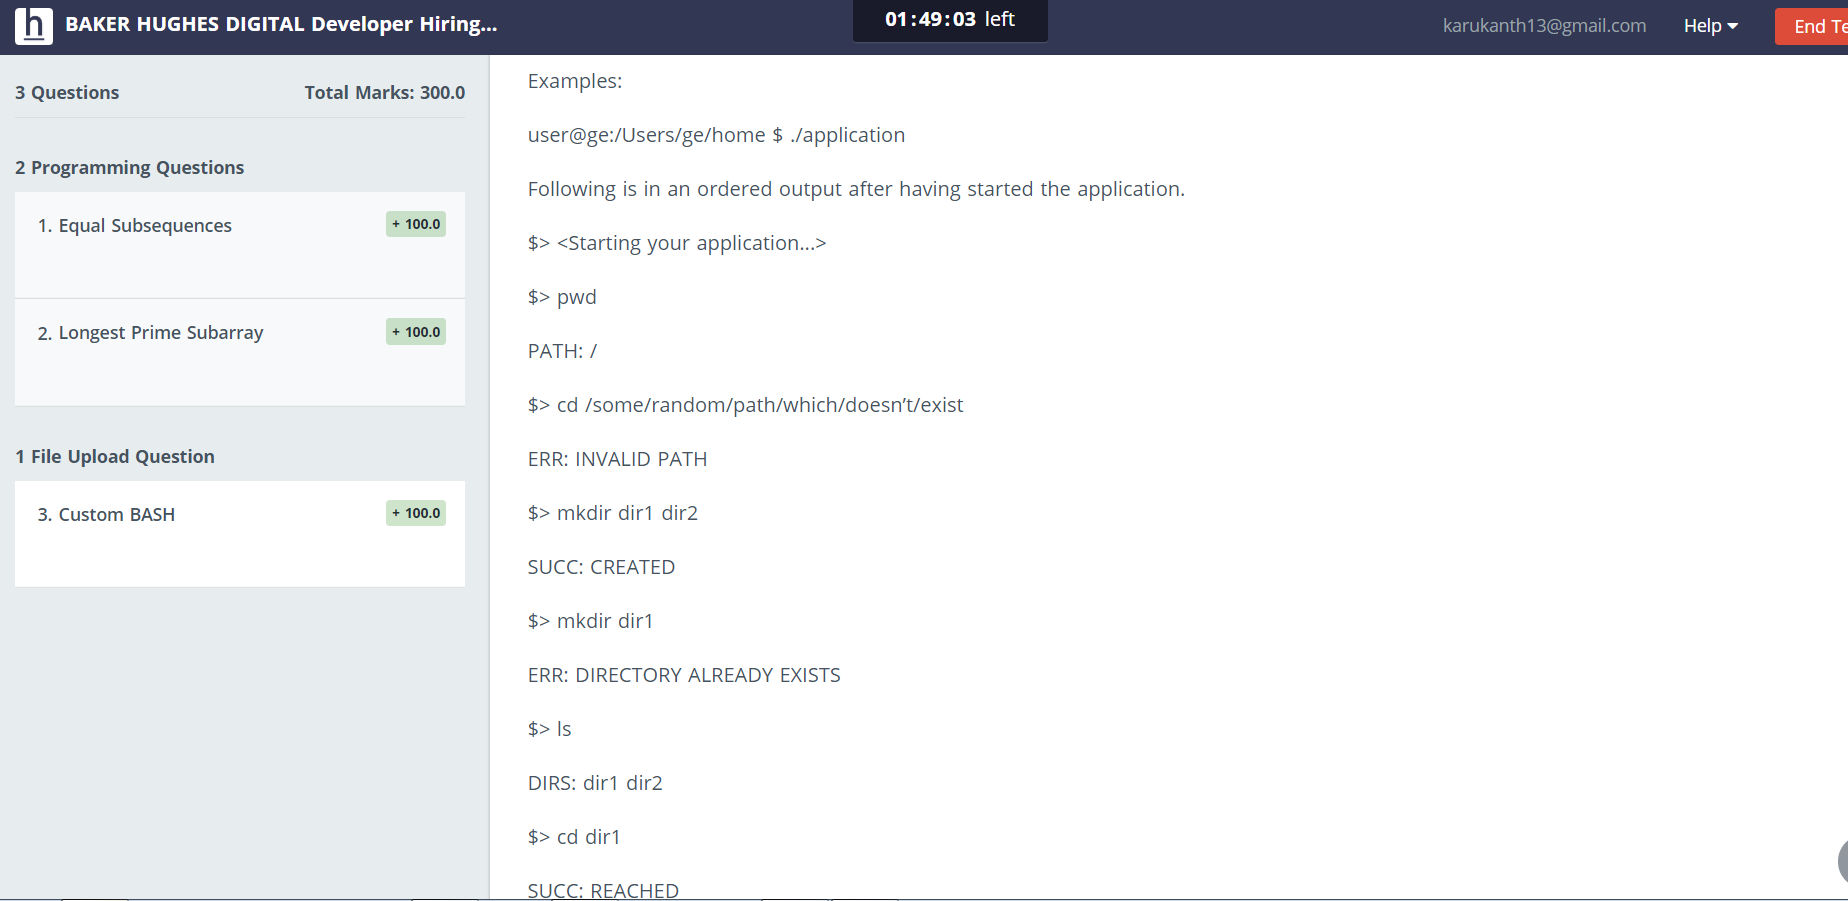 h BAKER HUGHES DIGITAL Developer Hiring...
01:49:03 left
karukanth13@gmail.com
Help
End Te
3 Questions Total Marks: 300.0
2 Programming Questions
1. Equal Subsequences + 100.0
2. Longest Prime Subarray + 100.0
1 File Upload Question
3. Custom BASH + 100.0
Examples:
user@ge:/Users/ge/home $ ./application
Following is in an ordered output after having started the application.
$> <Starting your application...>
$> pwd
PATH: /
$> cd /some/random/path/which/doesn’t/exist
ERR: INVALID PATH
$> mkdir dir1 dir2
SUCC: CREATED
$> mkdir dir1
ERR: DIRECTORY ALREADY EXISTS
$> ls
DIRS: dir1 dir2
$> cd dir1
SUCC: REACHED